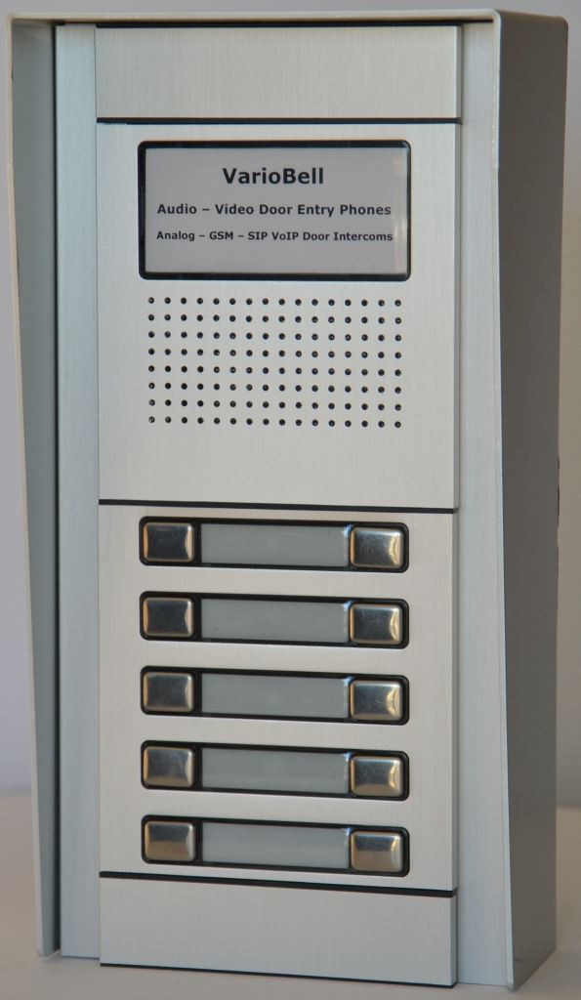 VarioBell
Audio – Video Door Entry Phones
Analog – GSM – SIP VoIP Door Intercoms